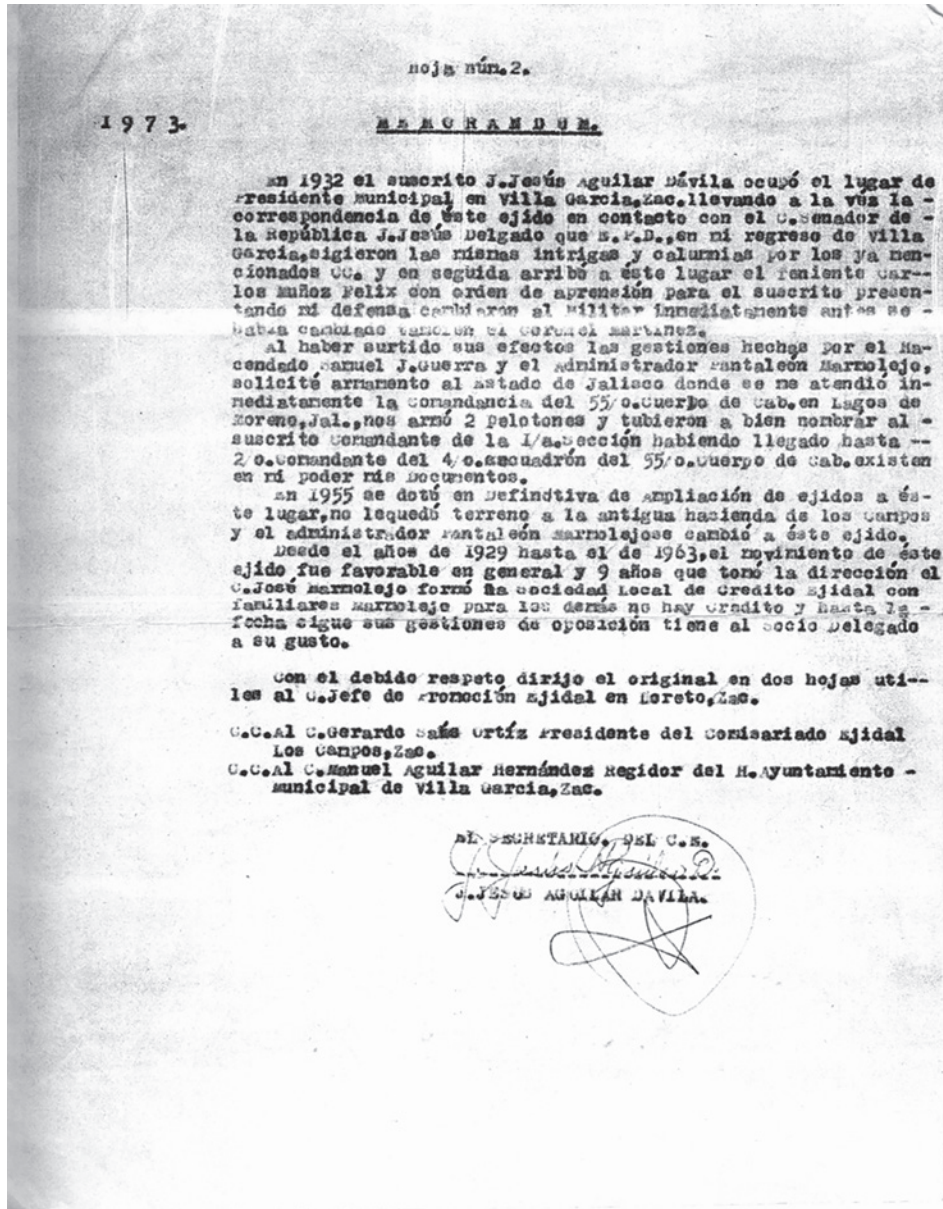 Hoja núm.2.
1973. MEMORANDUM.
En 1932 el suscrito J.Jesús Aguilar Dávila ocupó el lugar de
Presidente Municipal en Villa García,Zac.llevando a la véz la -
correspondencia de éste ejido en contacto con el C.Senador de -
la República J.Jesús Delgado que E.P.D.,en mi regreso de Villa
García,sigieron las mismas intrigas y calumias por los ya men-
cionados CC. y en seguida arribó a éste lugar el Teniente Car--
los Muñoz Felix con orden de aprensión para el suscrito presen-
tando mi defensa cambiaron al Militar inmediatamente antes se -
había cambiado también el Coronel Martínez.
Al haber surtido sus efectos las gestiones hechas por el Ha-
cendado Samuel J.Guerra y el Administrador Pantaleón Marmolejo,
solicité armamento al Estado de Jalisco donde se me atendió in-
mediatamente la Comandancia del 55/o.Cuerpo de Cab.en Lagos de
Moreno,Jal.,nos armó 2 pelotones y tubieron a bien nombrar al -
suscrito Comandante de la I/a.Sección habiendo llegado hasta --
2/o.Comandante del 4/o.Escuadrón del 55/o.Cuerpo de Cab.existen
en mi poder mis Documentos.
En 1955 se dotó en Definitiva de Ampliación de ejidos a és-
te lugar,no lequedó terreno a la antigua hacienda de los Campos
y el administrador Pantaleón Marmolejose cambió a éste ejido.
Desde el años de 1929 hasta el de 1963,el movimiento de éste
ejido fue favorable en general y 9 años que tomó la dirección el
C.José Marmolejo formó la Sociedad Local de Credito Ejidal con
familiares Marmolejo para los demás no hay Credito y hasta la -
fecha sigue sus gestiones de oposición tiene al Socio Delegado
a su gusto.
Con el debido respeto dirijo el original en dos hojas uti--
les al C.Jefe de Promoción Ejidal en Loreto,Zac.
C.C.Al C.Gerardo Saís Ortíz Presidente del Comisariado Ejidal
Los Campos,Zac.
C.C.Al C.Manuel Aguilar Hernández Regidor del H.Ayuntamiento -
Municipal de Villa García,Zac.
EL SECRETARIO. DEL C.E.
J. Jesús Aguilar D.
J.JESUS AGUILAR DAVILA.